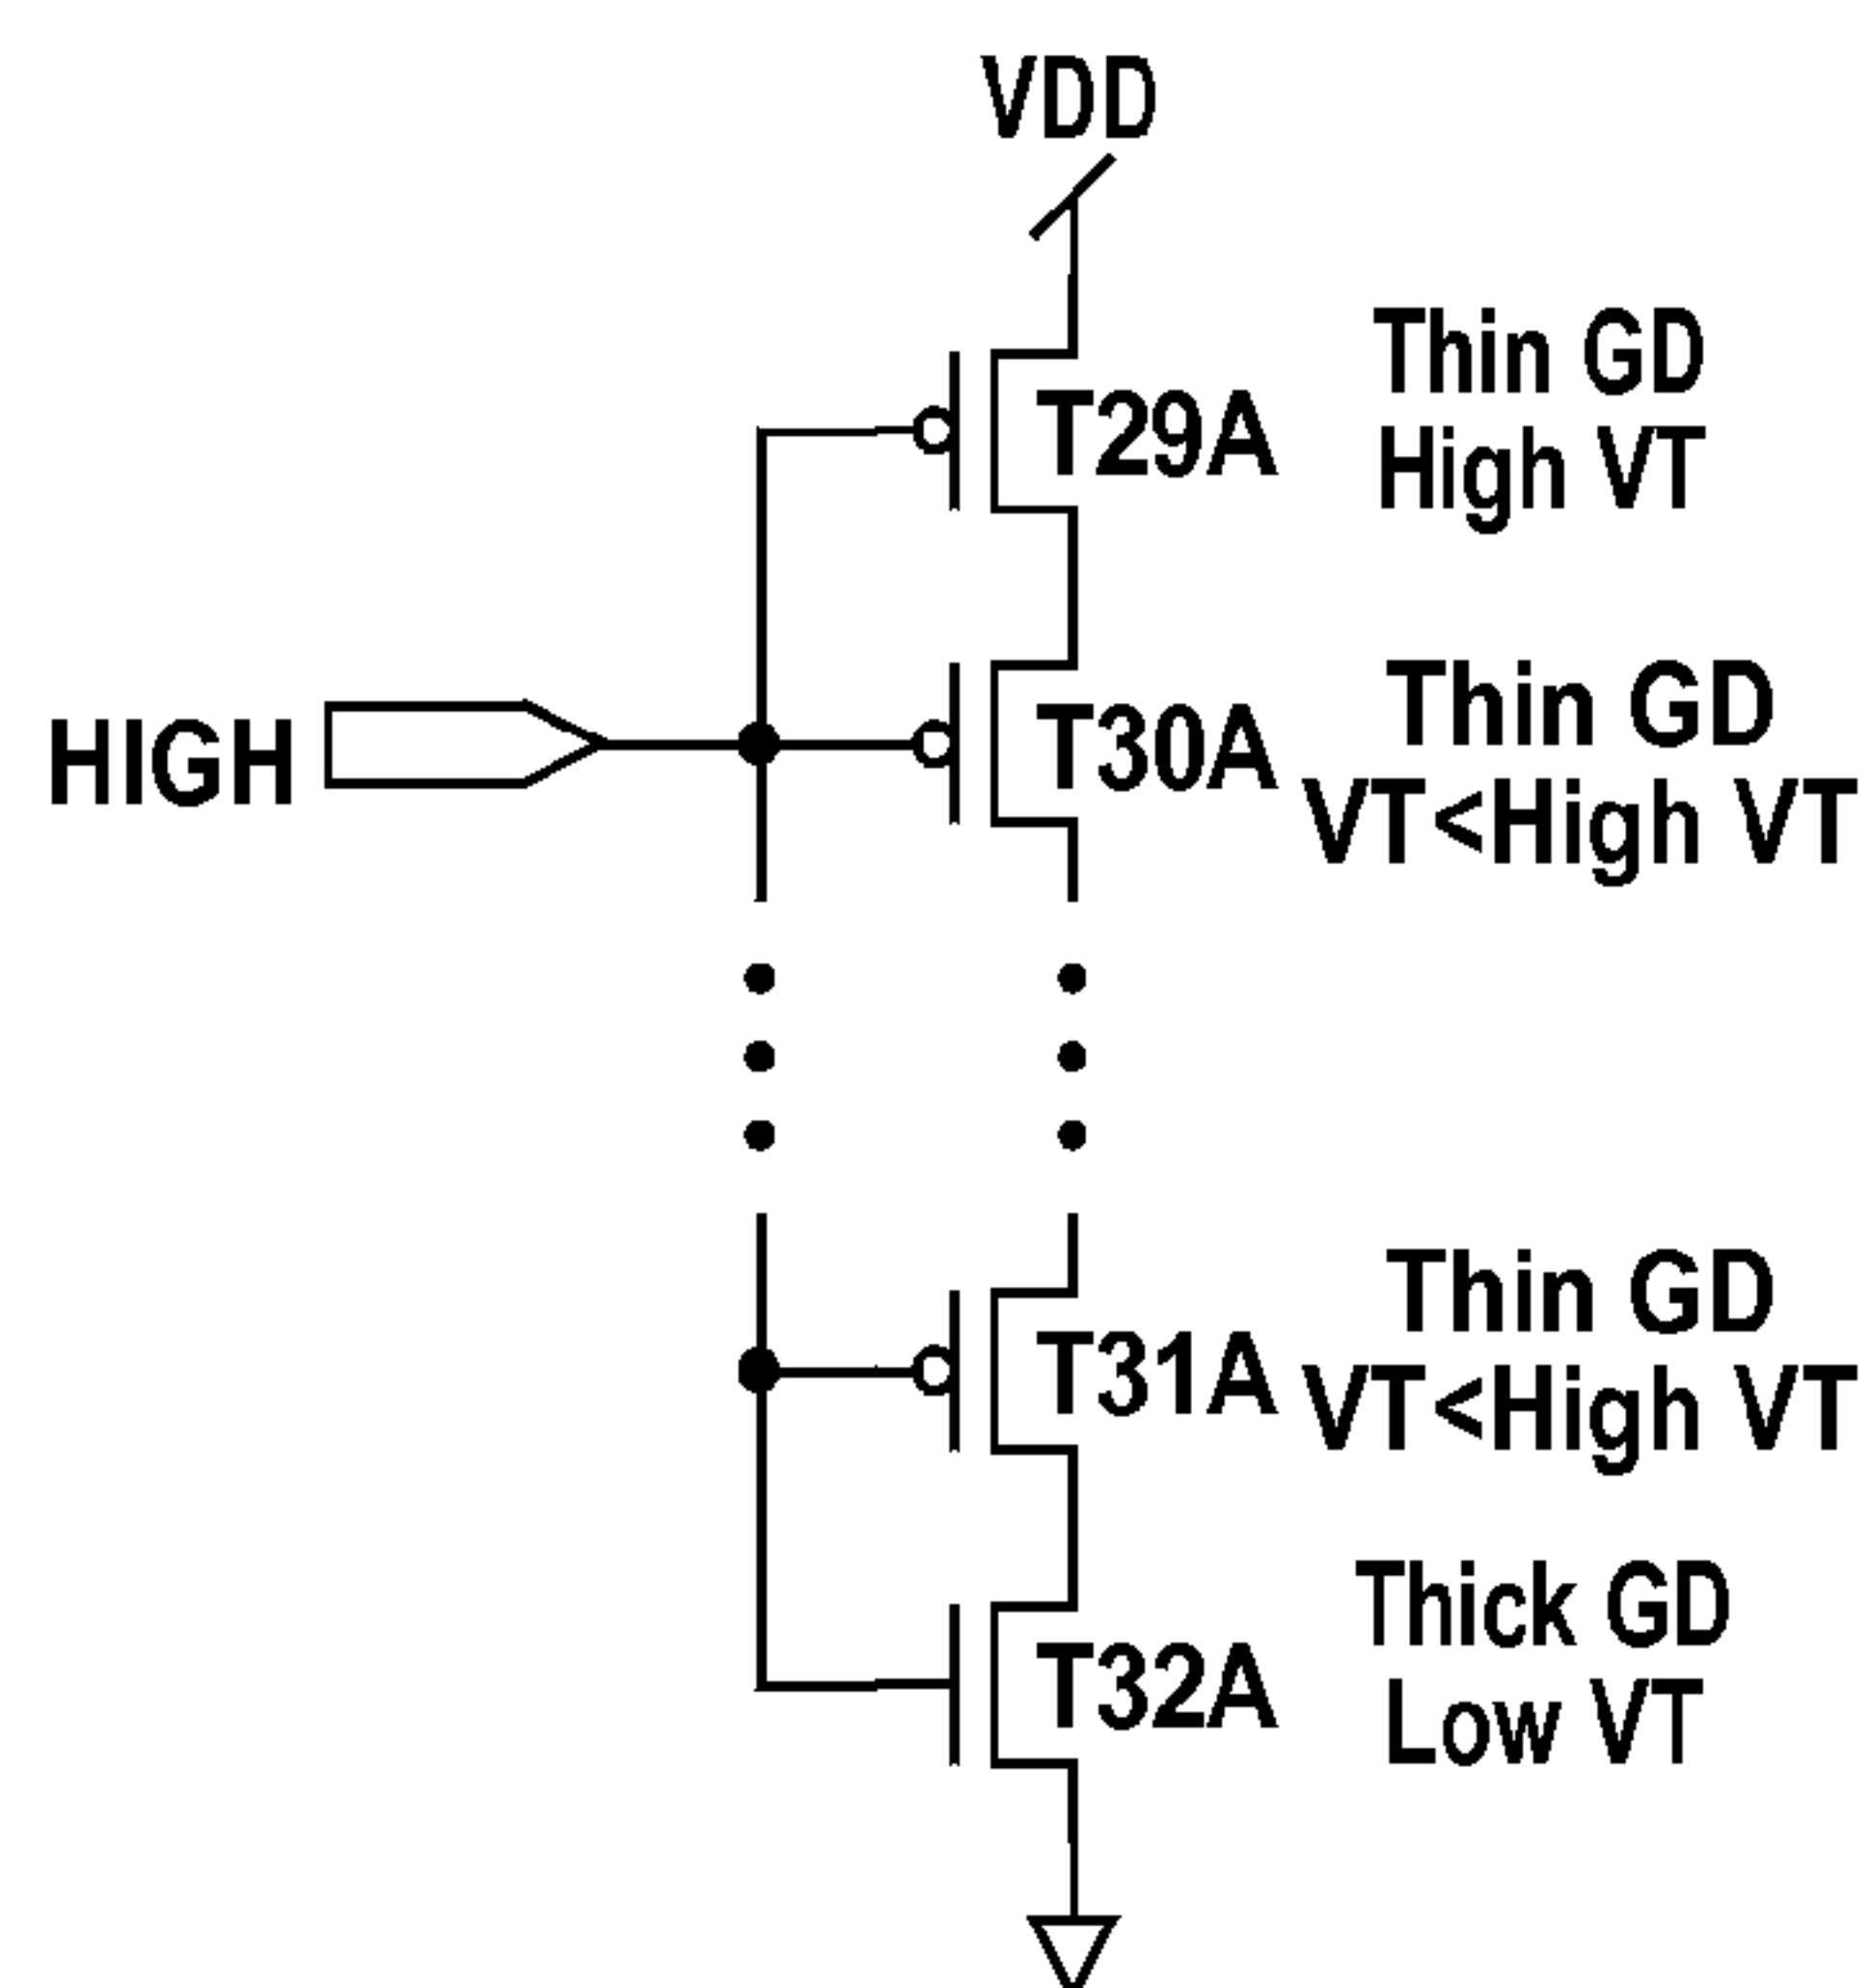 VDD
Thin GD
T29A
High VT
Thin GD
HIGH
T30A
VT<High VT
Thin GD
T31A
VT<High VT
Thick GD
T32A
Low VT